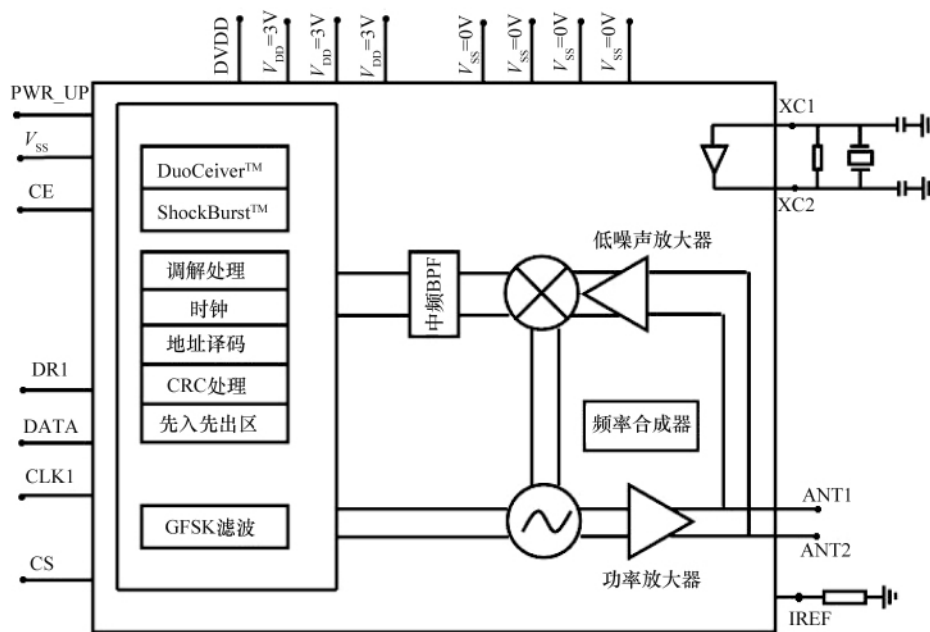 DVDD
VDD=3V
VDD=3V
VDD=3V
VSS=0V
VSS=0V
VSS=0V
VSS=0V
PWR_UP
VSS
CE
DR1
DATA
CLK1
CS
DuoCeiver™
ShockBurst™
调解处理
时钟
地址译码
CRC处理
先入先出区
GFSK滤波
中频BPF
低噪声放大器
频率合成器
功率放大器
XC1
XC2
ANT1
ANT2
IREF